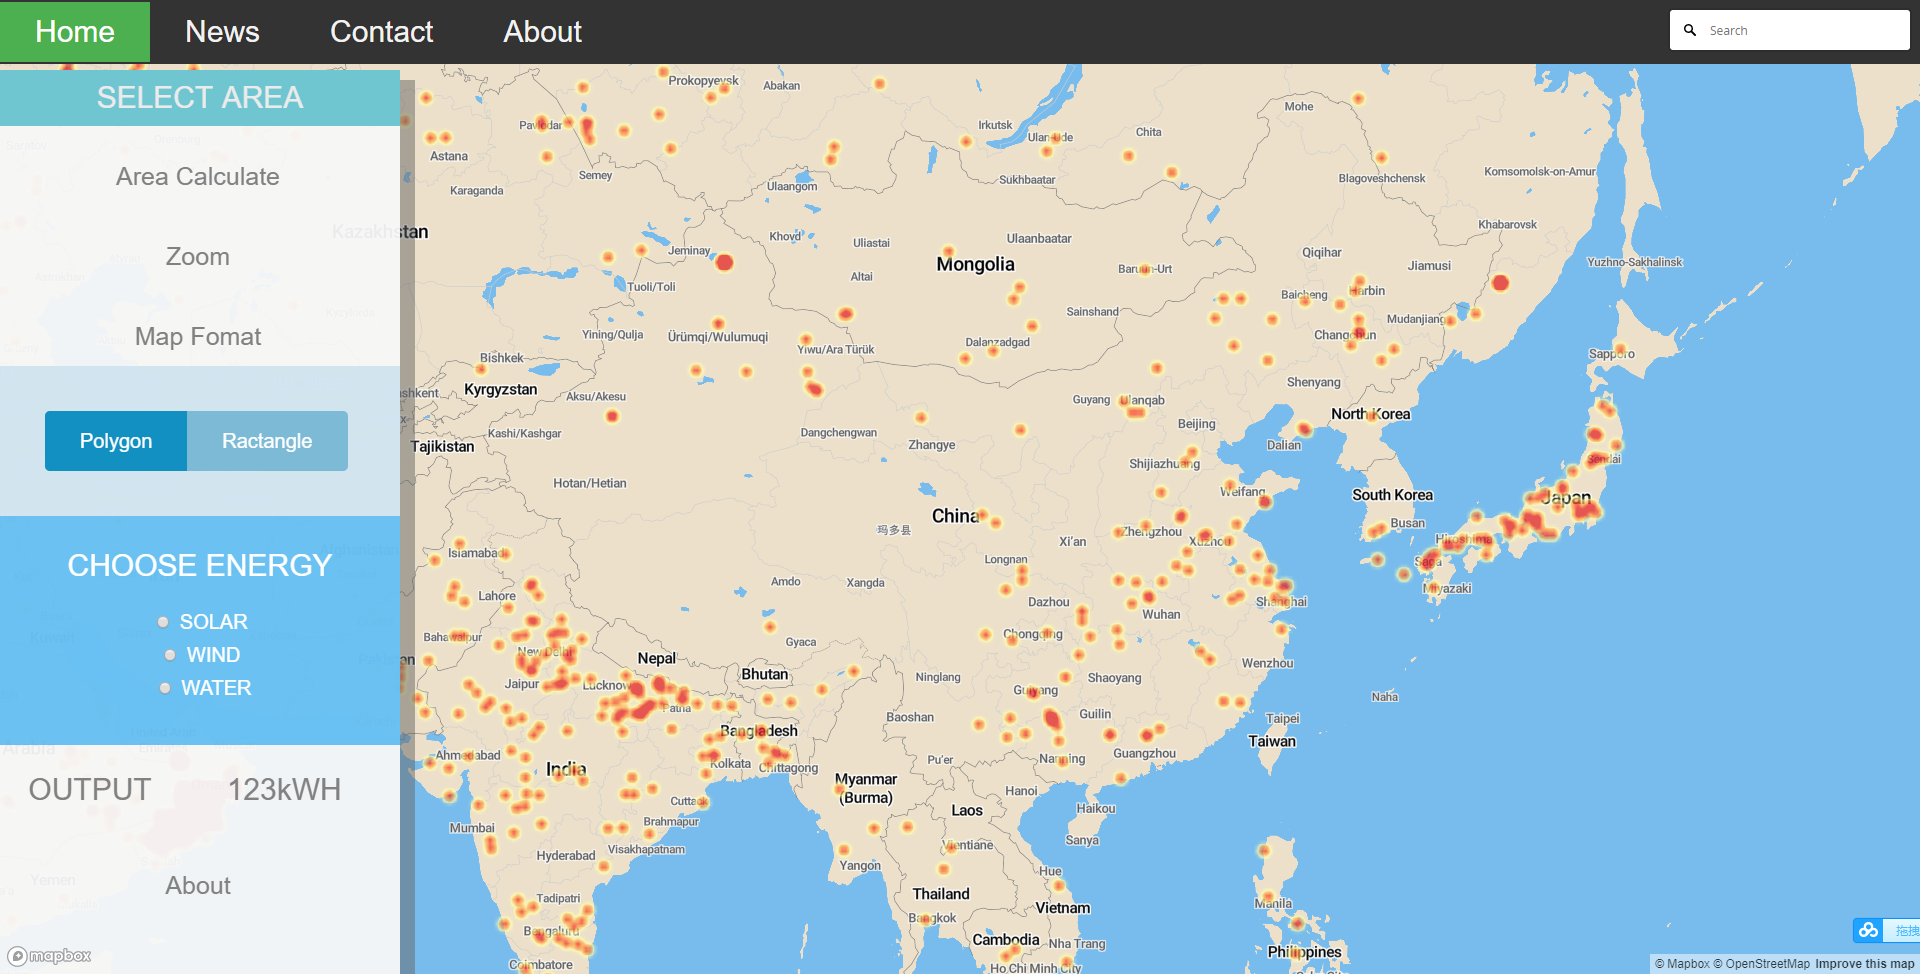 Home News Contact About
Search
SELECT AREA
Area Calculate
Zoom
Map Fomat
Polygon Ractangle
CHOOSE ENERGY
SOLAR
WIND
WATER
OUTPUT 123kWH
About
mapbox
Prokopyevsk
Abakan
Mohe
Pavlodar
Irkutsk
Ulan-Ude
Chita
Astana
Semey
Karaganda
Ulaangom
Sukhbaatar
Blagoveshchensk
Komsomolsk-on-Amur
Kazakhstan
Khovd
Uliastai
Ulaanbaatar
Khabarovsk
Jeminay
Qiqihar
Jiamusi
Yuzhno-Sakhalinsk
Mongolia
Altai
Baruun-Urt
Tuoli/Toli
Baicheng
Harbin
Sainshand
Mudanjiang
Yining/Qulja
Ürümqi/Wulumuqi
Changchun
Dalanzadgad
Yiwu/Ara Türük
Sapporo
Bishkek
Shenyang
Kyrgyzstan
Aksu/Akesu
Guyang
Ulanqab
North Korea
Kashi/Kashgar
Dangchengwan
Zhangye
Beijing
Dalian
Tajikistan
Shijiazhuang
Sendai
Hotan/Hetian
Weifang
South Korea
Japan
China
玛多县
Zhengzhou
Busan
Xi'an
Xuzhou
Hiroshima
Islamabad
Longnan
Saga
Amdo
Xangda
Miyazaki
Lahore
Dazhou
Wuhan
Shanghai
Bahawalpur
Gyaca
Chongqing
New Delhi
Nepal
Wenzhou
Bhutan
Ninglang
Shaoyang
Jaipur
Lucknow
Guiyang
Naha
Patna
Baoshan
Guilin
Taipei
Bangladesh
Taiwan
Ahmedabad
Kolkata
Chittagong
Pu'er
Nanning
Guangzhou
India
Myanmar
(Burma)
Hanoi
Cuttack
Laos
Haikou
Mumbai
Brahmapur
Sanya
Visakhapatnam
Hyderabad
Vientiane
Yangon
Hue
Thailand
Tadipatri
Vietnam
Manila
Bangkok
Bengaluru
Cambodia
Nha Trang
Philippines
Coimbatore
Ho Chi Minh City
拖拽
© Mapbox © OpenStreetMap Improve this map